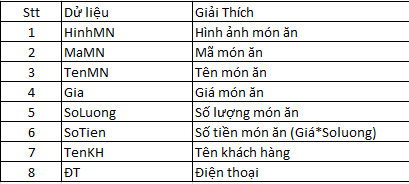 Stt Dử liệu Giải Thích
1 HinhMN Hình ảnh món ăn
2 MaMN Mã món ăn
3 TenMN Tên món ăn
4 Gia Giá món ăn
5 SoLuong Số lượng món ăn
6 SoTien Số tiền món ăn (Giá*Soluong)
7 TenKH Tên khách hàng
8 ĐT Điện thoại